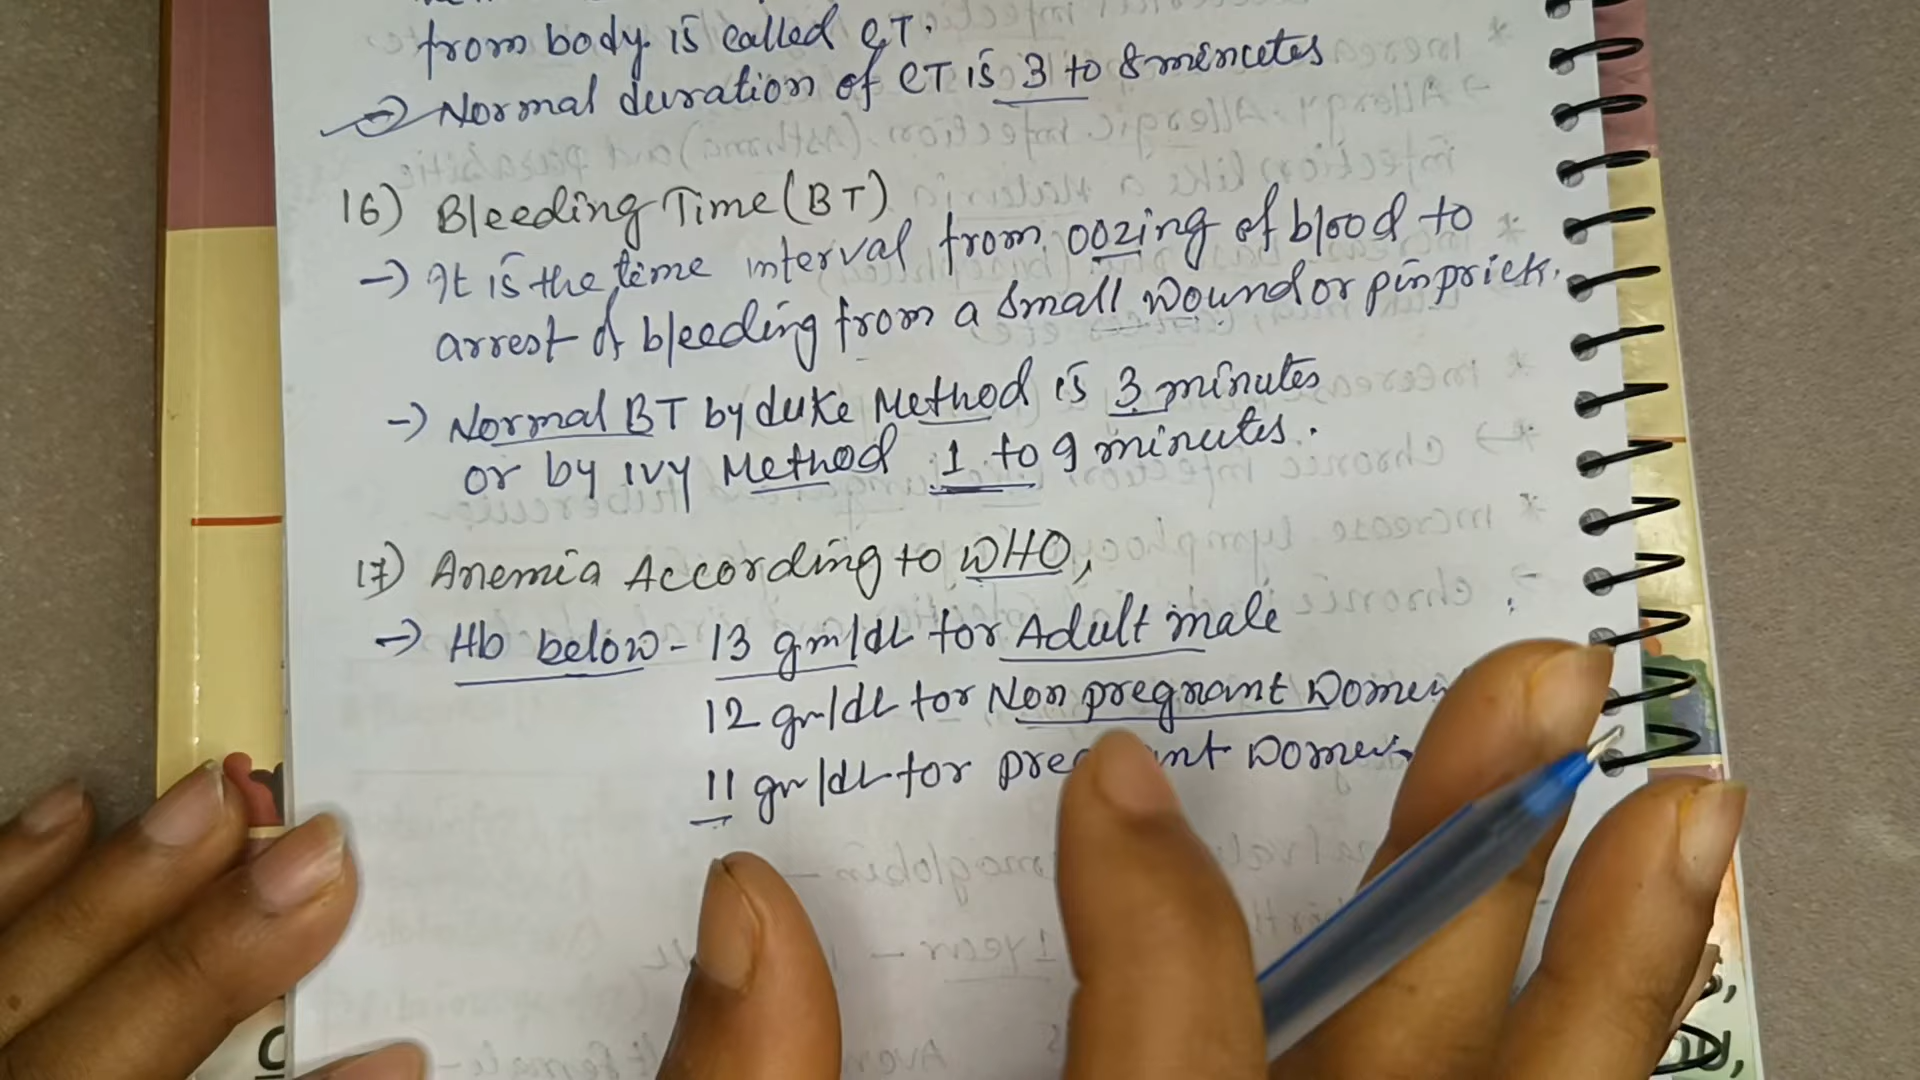 from body is called CT.
→ Normal duration of CT is 3 to 8 minutes
16) Bleeding Time (BT)
→ It is the time interval from oozing of blood to
arrest of bleeding from a small wound or pinprick.
→ Normal BT by duke Method is 3 minutes
or by IVY Method 1 to 9 minutes.
17) Anemia According to WHO,
→ Hb below - 13 gm/dL for Adult male
12 gm/dL for Non pregnant women
11 gm/dL for pregnant women